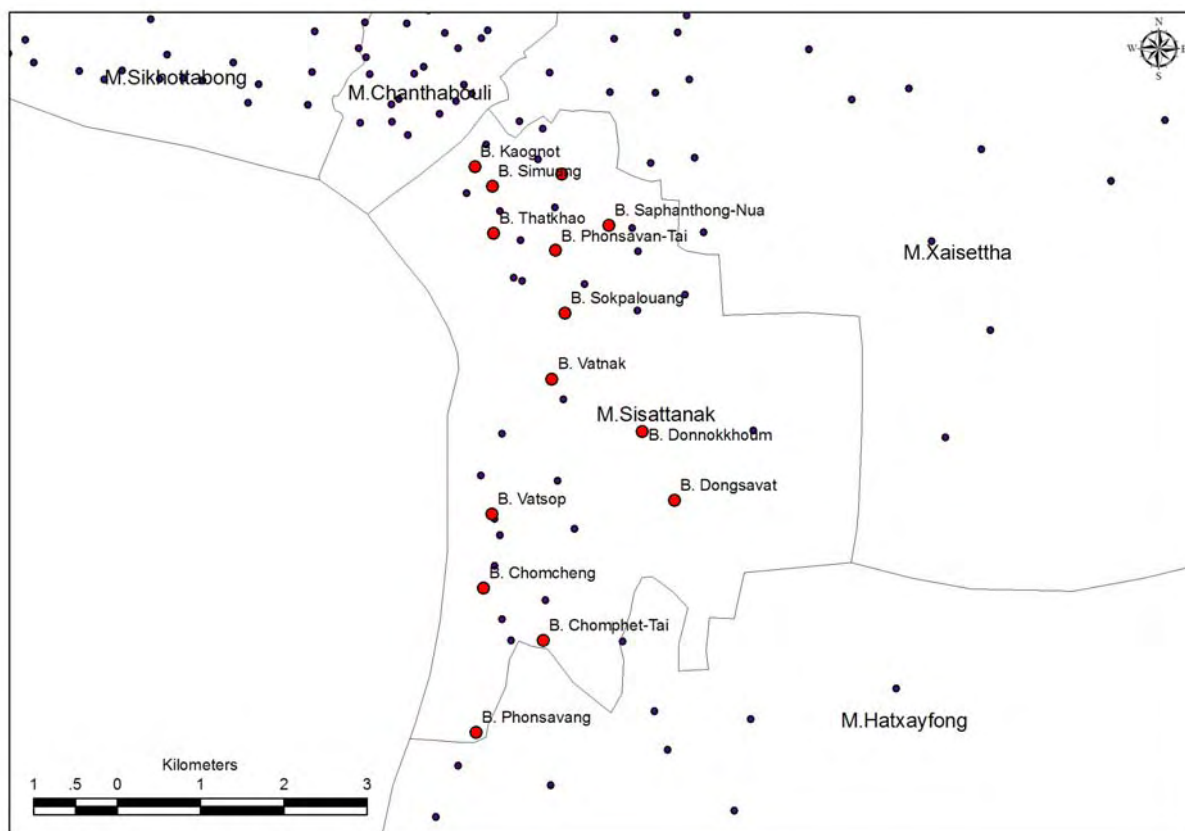 N
W
E
S
M.Sikhottabong
M.Chanthabouli
B. Kaognot
B. Simuang
B. Saphanthong-Nua
B. Thatkhao
B. Phonsavan-Tai
M.Xaisettha
B. Sokpalouang
B. Vatnak
M.Sisattanak
B. Donnokkhoum
B. Dongsavat
B. Vatsop
B. Chomcheng
B. Chomphet-Tai
B. Phonsavang
M.Hatxayfong
Kilometers
1 .5 0 1 2 3